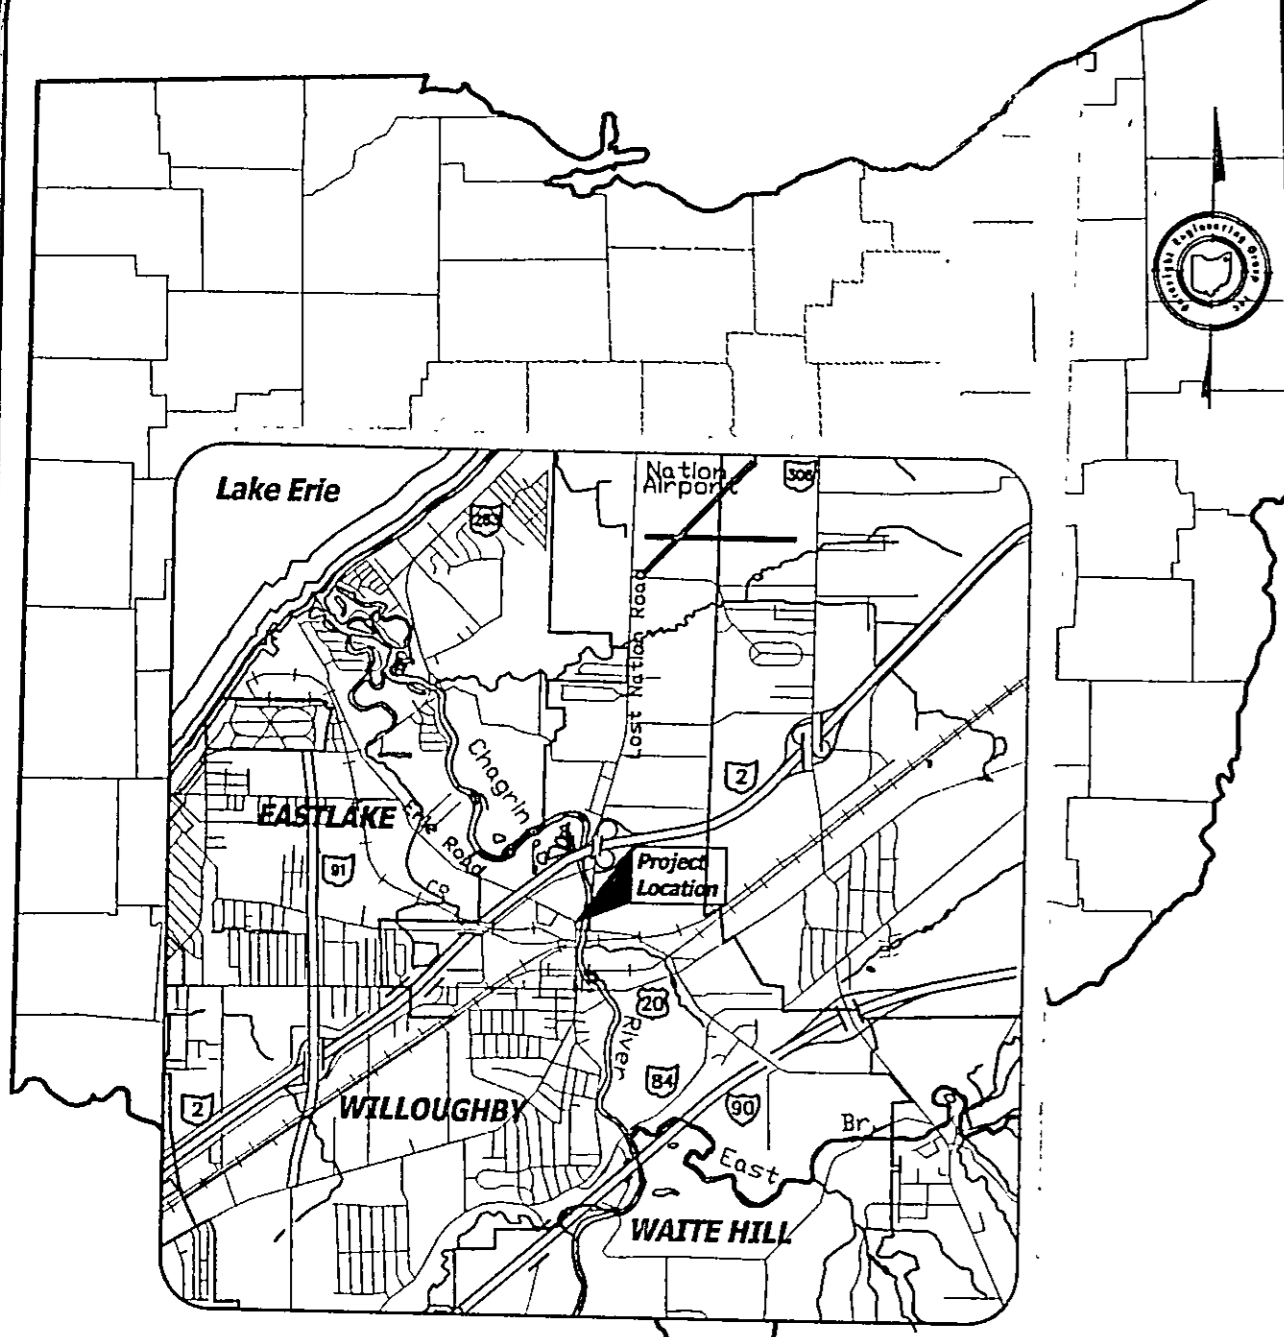 Lake Erie
Nation
Airport
306
283
Lost Nation Road
Chagrin
2
EASTLAKE
Erie Road
91
Project
Location
20
River
84
2
WILLOUGHBY
90
Br.
East
WAITE HILL